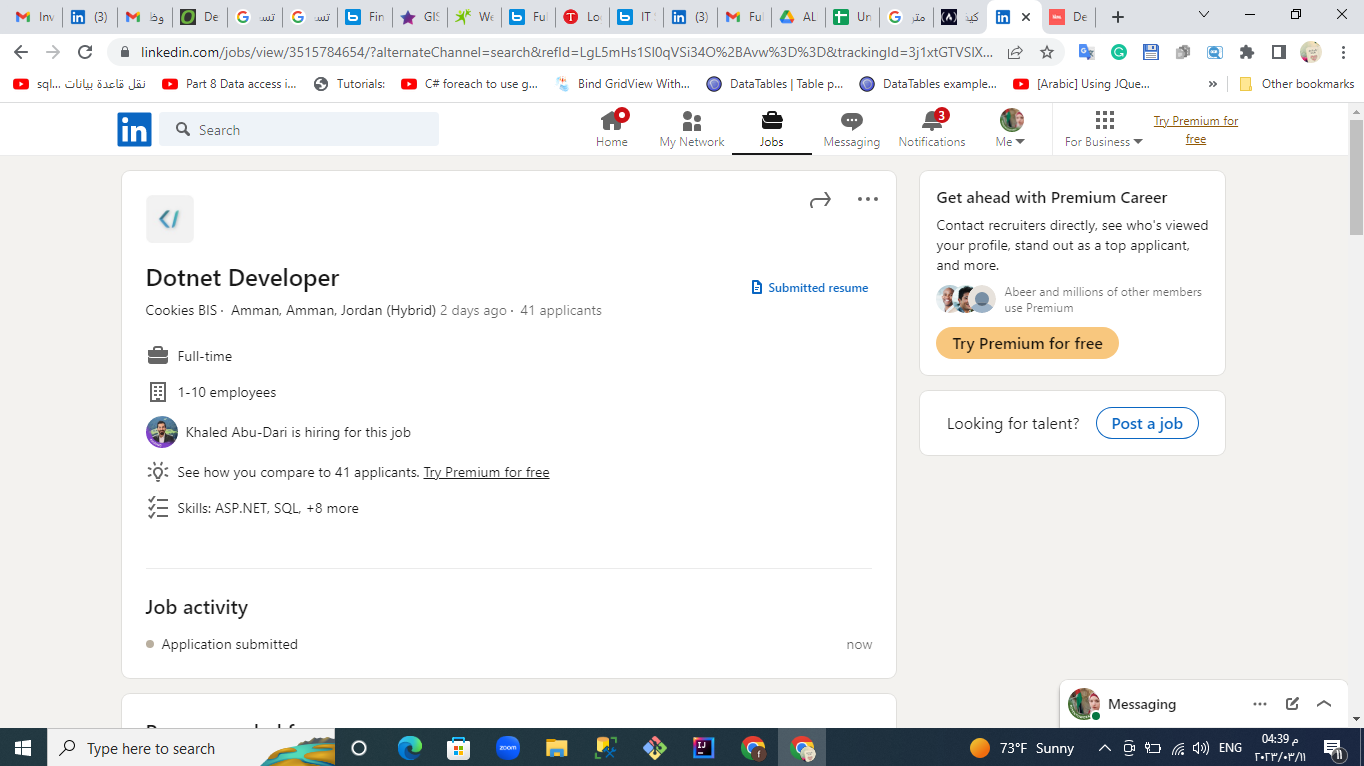 Inv
(3)
وظ
De
تس
تس
Fin
GIS
We
Ful
Lo
IT
(3)
Ful
AL
Un
متر
كيف
De
linkedin.com/jobs/view/3515784654/?alternateChannel=search&refId=LgL5mHs1SI0qVSi34O%2BAvw%3D%3D&trackingId=3j1xtGTVSIX...
نقل قاعدة بيانات ...sql
Part 8 Data access i...
Tutorials:
C# foreach to use g...
Bind GridView With...
DataTables | Table p...
DataTables example...
[Arabic] Using JQue...
»
Other bookmarks
in
Search
Home
My Network
Jobs
Messaging
3
Notifications
Me
For Business
Try Premium for
free
Dotnet Developer
Submitted resume
Cookies BIS · Amman, Amman, Jordan (Hybrid) 2 days ago · 41 applicants
Full-time
1-10 employees
Khaled Abu-Dari is hiring for this job
See how you compare to 41 applicants. Try Premium for free
Skills: ASP.NET, SQL, +8 more
Job activity
Application submitted
now
Get ahead with Premium Career
Contact recruiters directly, see who's viewed
your profile, stand out as a top applicant,
and more.
Abeer and millions of other members
use Premium
Try Premium for free
Looking for talent?
Post a job
Messaging
Type here to search
zoom
73°F Sunny
ENG
04:39 م
٢٠٢٣/٠٣/١١
11